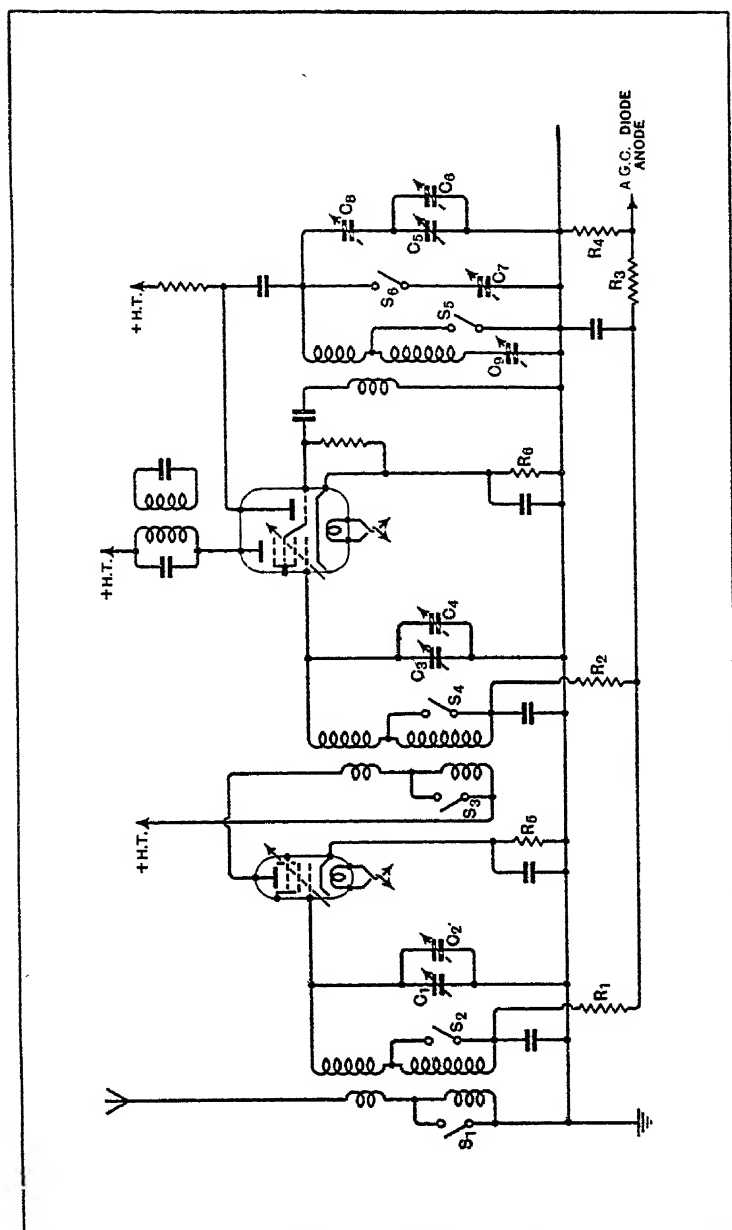 +H.T.
+H.T.
+H.T.
S1
S2
C1
C2
R1
R5
S3
S4
C3
C4
R2
R6
C9
S5
S6
C7
C8
C5
C6
R4
R3
A.G.C. DIODE
ANODE